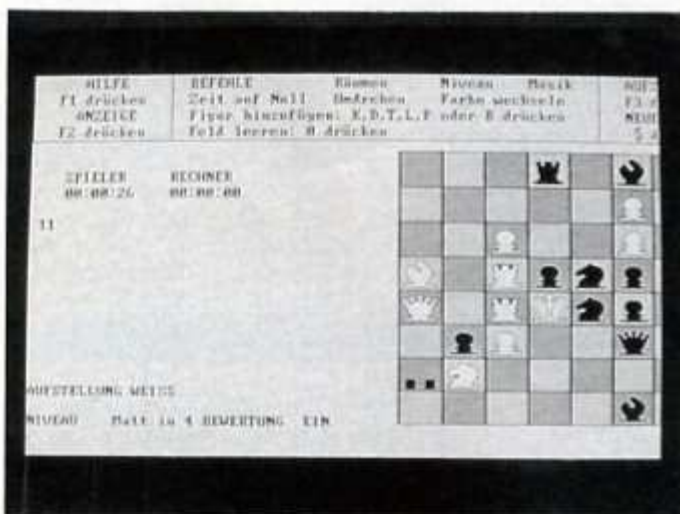 HILFE BEFEHLE Räumen Niveau Musik
F1 drücken Zeit auf Null Umdrehen Farbe wechseln F3
ANZEIGE Figur hinzufügen: K,D,T,L,P oder B drücken
F2 drücken Feld leeren: 0 drücken
SPIELER RECHNER
00:00:26 00:00:00
11
AUFSTELLUNG WEISS
NIVEAU Matt in 4 BEWERTUNG EIN